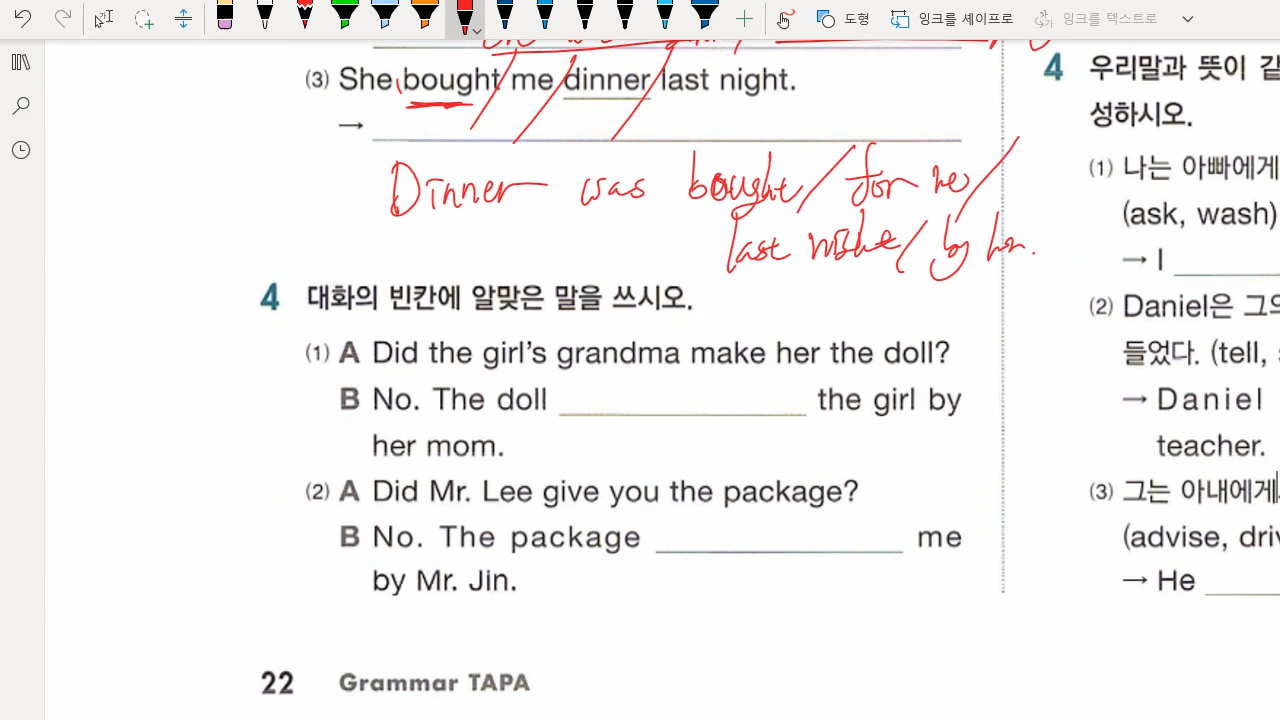 도형
잉크를 셰이프로
잉크를 텍스트로
(3) She bought me dinner last night.
→
Dinner was bought / for me /
last night / by her.
4 대화의 빈칸에 알맞은 말을 쓰시오.
(1) A Did the girl's grandma make her the doll?
B No. The doll ____________ the girl by
her mom.
(2) A Did Mr. Lee give you the package?
B No. The package ____________ me
by Mr. Jin.
22 Grammar TAPA
4 우리말과 뜻이 같
성하시오.
(1) 나는 아빠에게
(ask, wash)
→ I
(2) Daniel은 그의
들었다. (tell,
→ Daniel
teacher.
(3) 그는 아내에게
(advise, driv
→ He